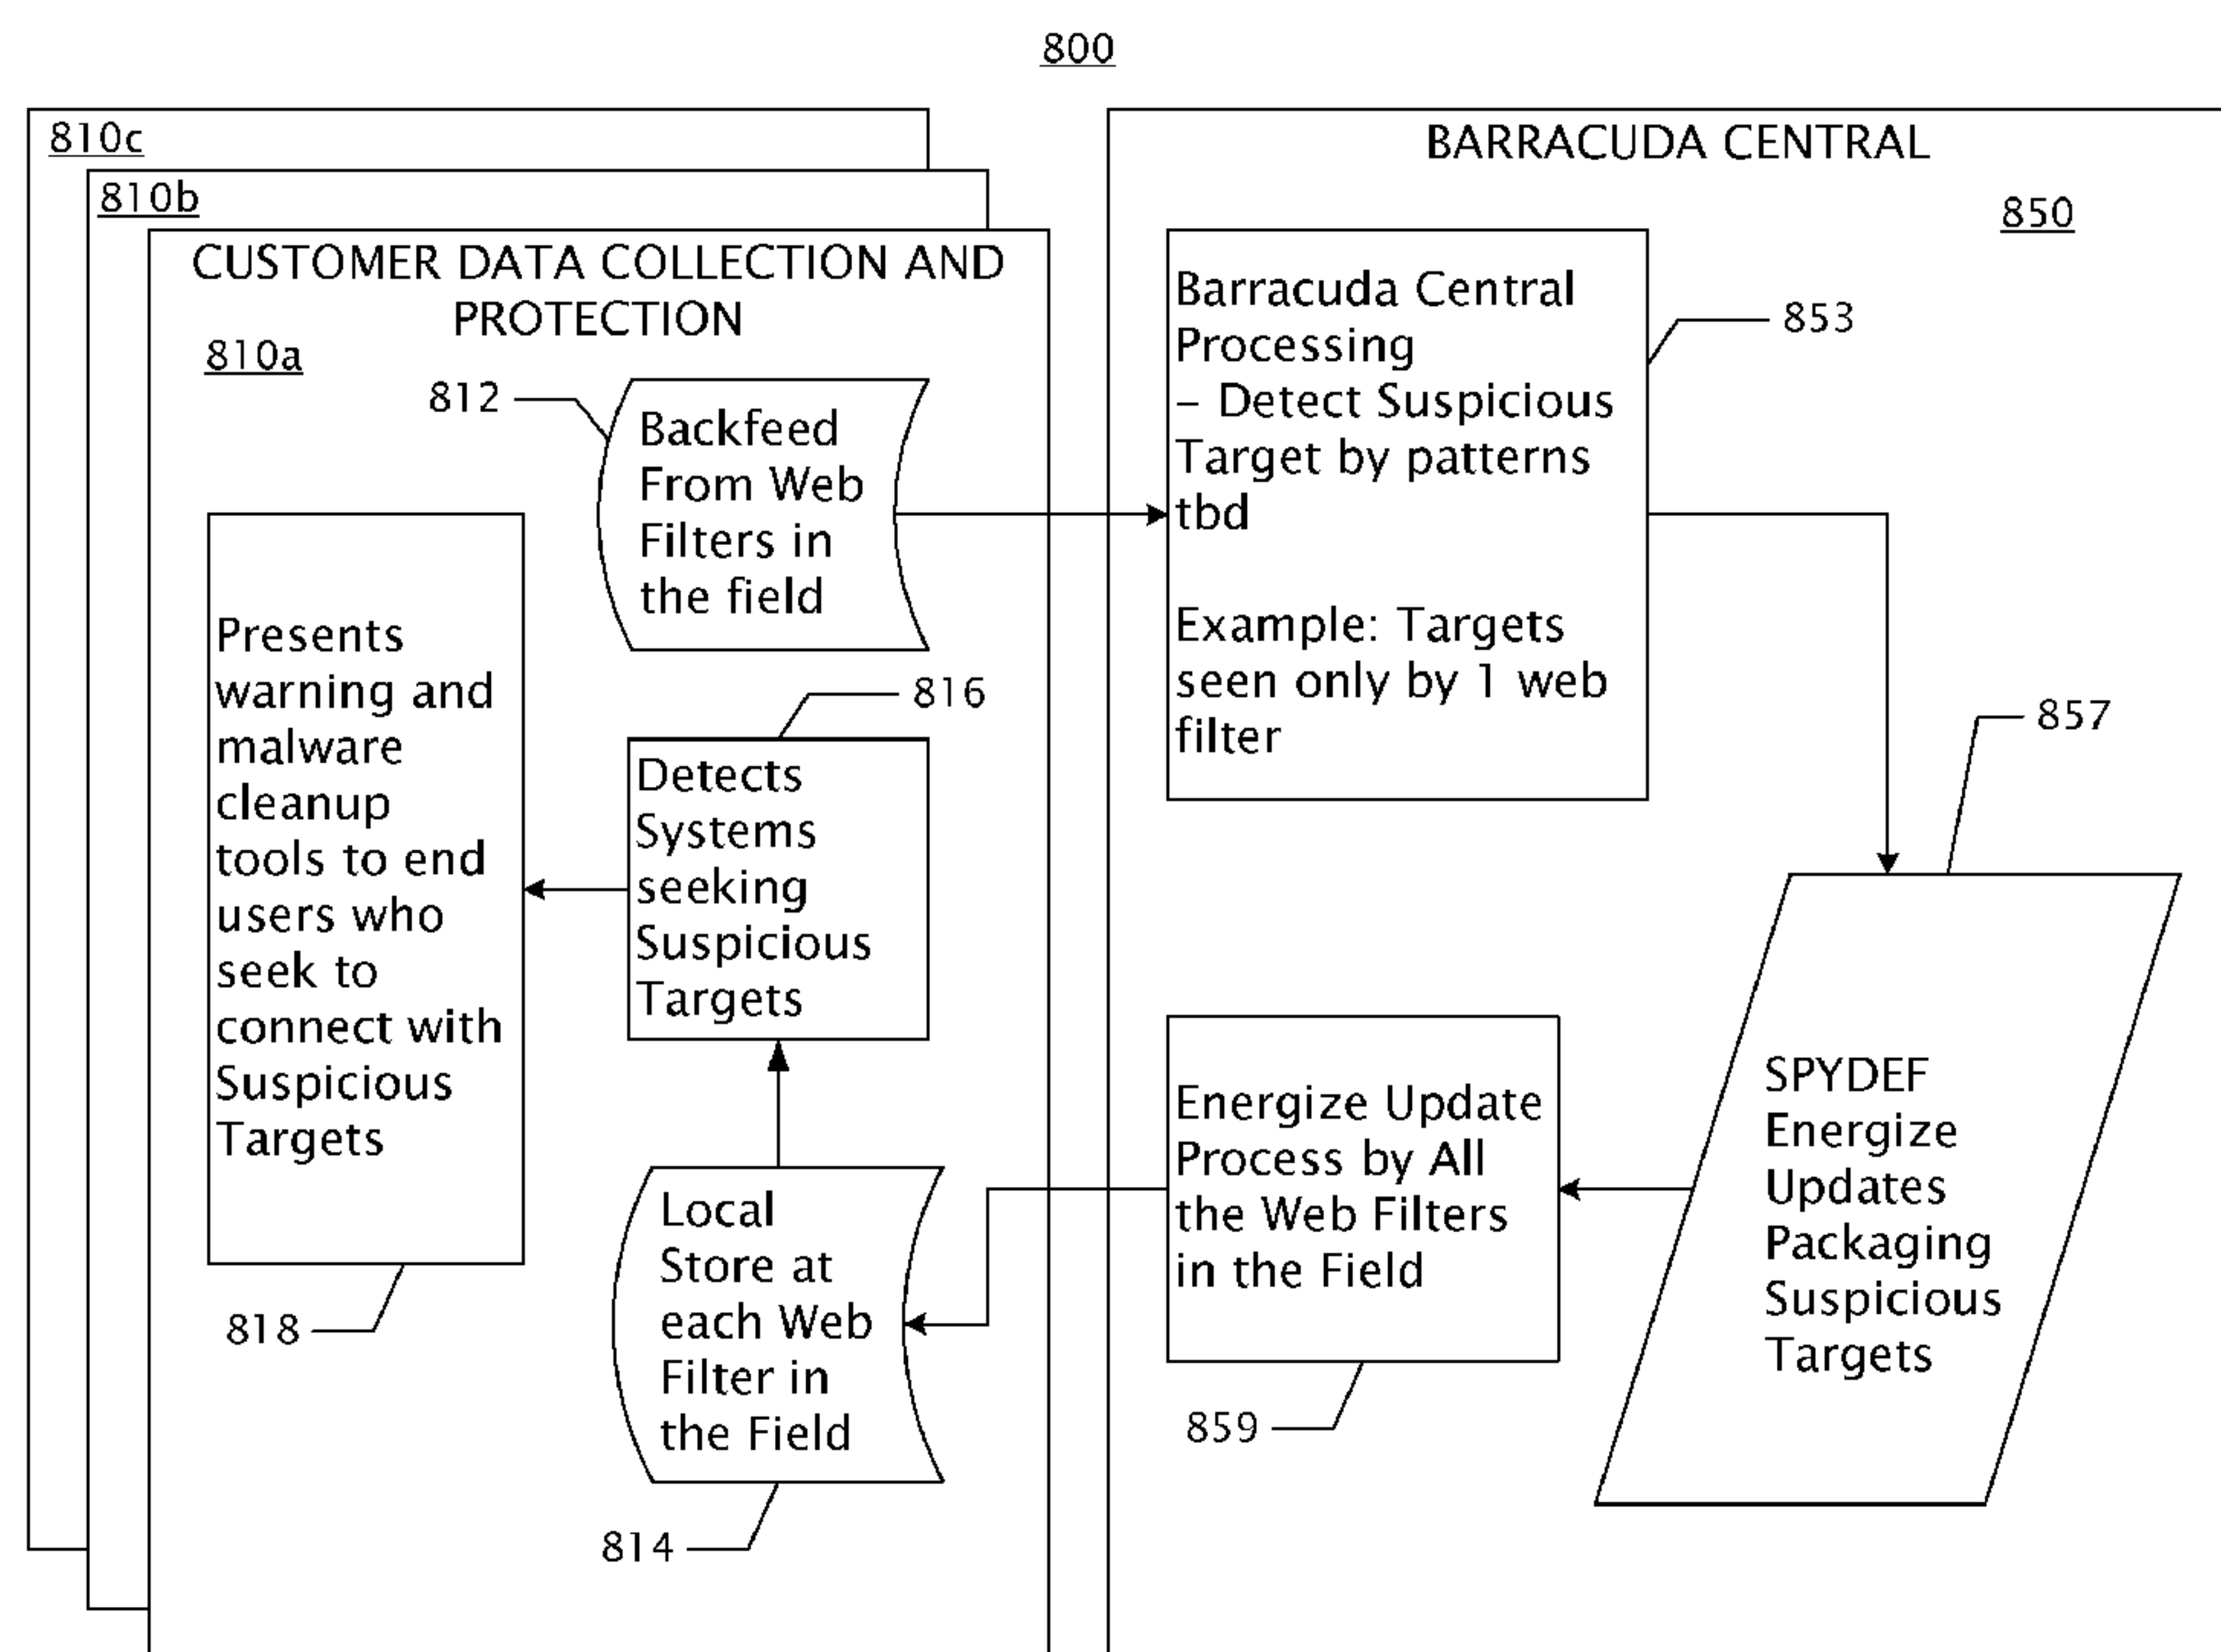 800
810c
810b
CUSTOMER DATA COLLECTION AND
PROTECTION
810a
812
Backfeed
From Web
Filters in
the field
Presents
warning and
malware
cleanup
tools to end
users who
seek to
connect with
Suspicious
Targets
818
816
Detects
Systems
seeking
Suspicious
Targets
Local
Store at
each Web
Filter in
the Field
814
BARRACUDA CENTRAL
850
Barracuda Central
Processing
– Detect Suspicious
Target by patterns
tbd
Example: Targets
seen only by 1 web
filter
853
857
SPYDEF
Energize
Updates
Packaging
Suspicious
Targets
Energize Update
Process by All
the Web Filters
in the Field
859